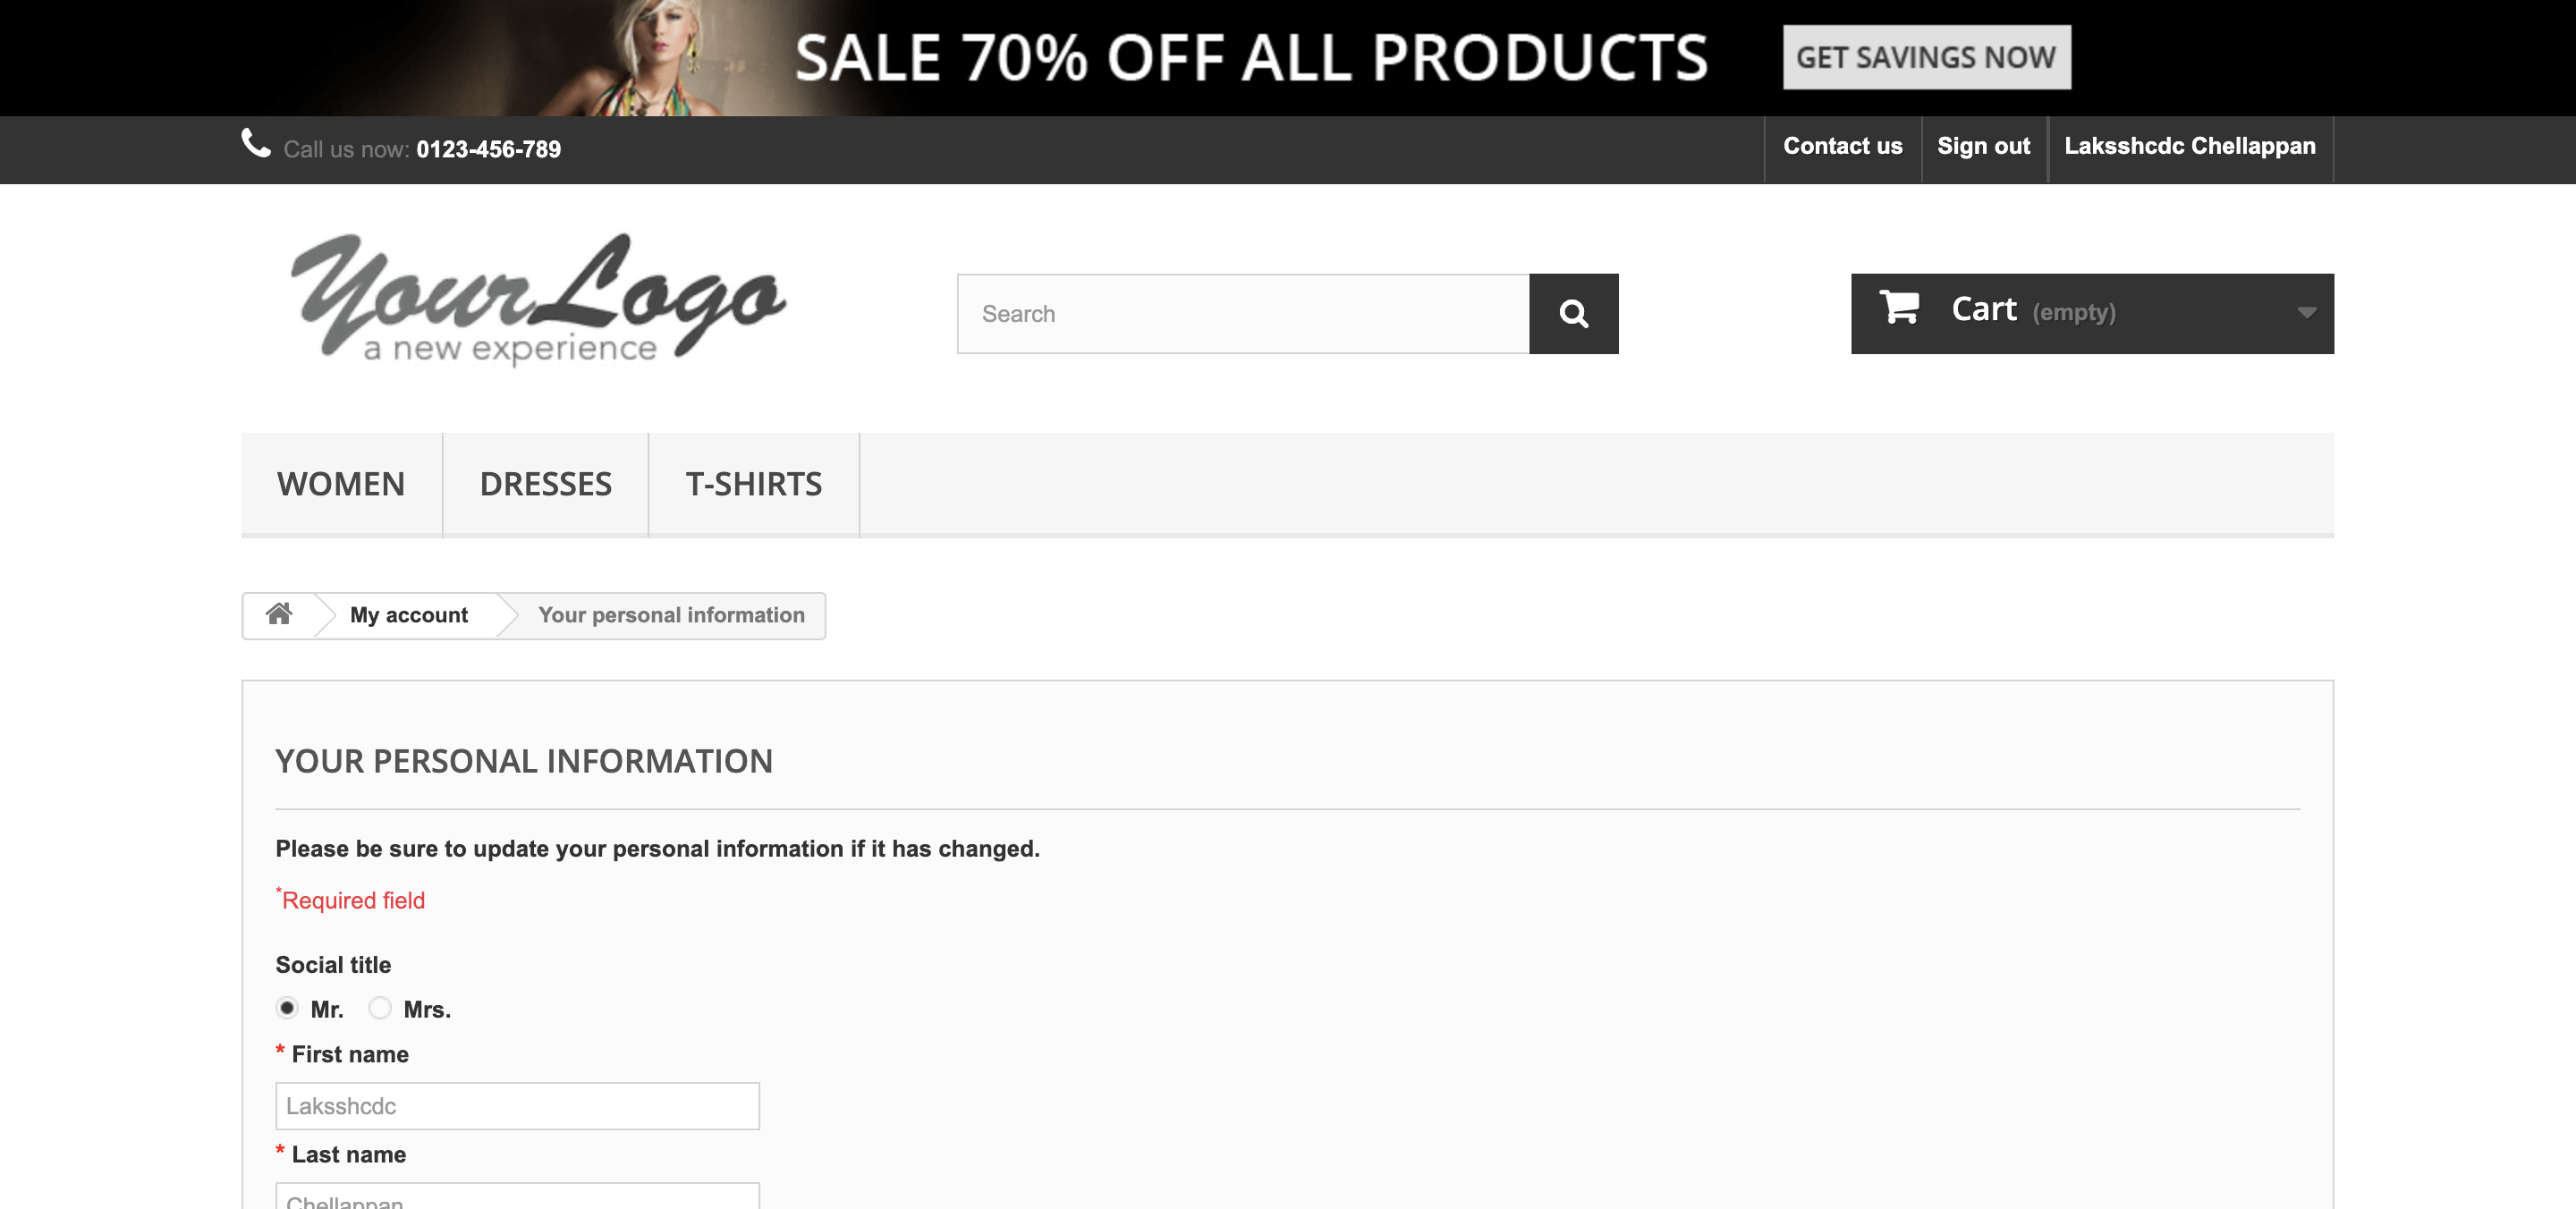 SALE 70% OFF ALL PRODUCTS GET SAVINGS NOW
Call us now: 0123-456-789 Contact us Sign out Laksshcdc Chellappan
Your Logo
a new experience
Search
Cart (empty)
WOMEN DRESSES T-SHIRTS
My account Your personal information
YOUR PERSONAL INFORMATION
Please be sure to update your personal information if it has changed.
*Required field
Social title
Mr. Mrs.
* First name
Laksshcdc
* Last name
Chellappan